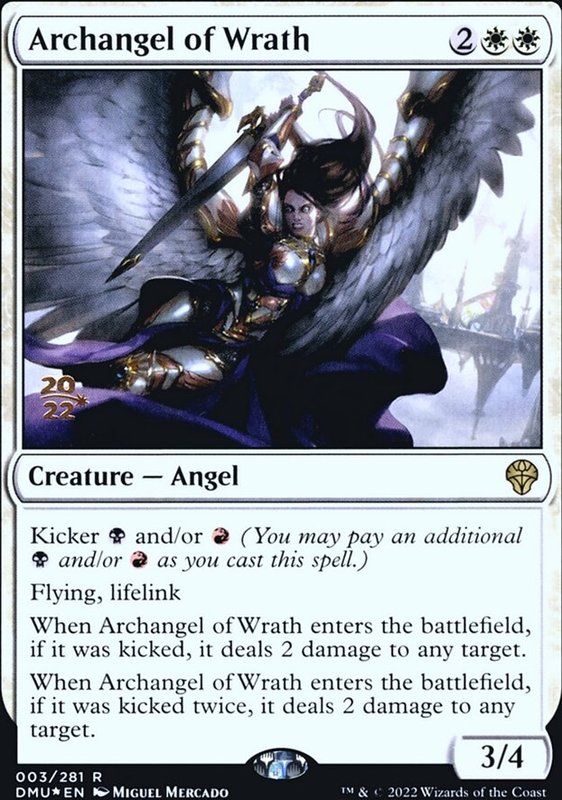 Archangel of Wrath 2
20
22
Creature — Angel
Kicker and/or (You may pay an additional
and/or as you cast this spell.)
Flying, lifelink
When Archangel of Wrath enters the battlefield,
if it was kicked, it deals 2 damage to any target.
When Archangel of Wrath enters the battlefield,
if it was kicked twice, it deals 2 damage to any
target.
3/4
003/281 R
DMU★EN Miguel Mercado
™ & © 2022 Wizards of the Coast